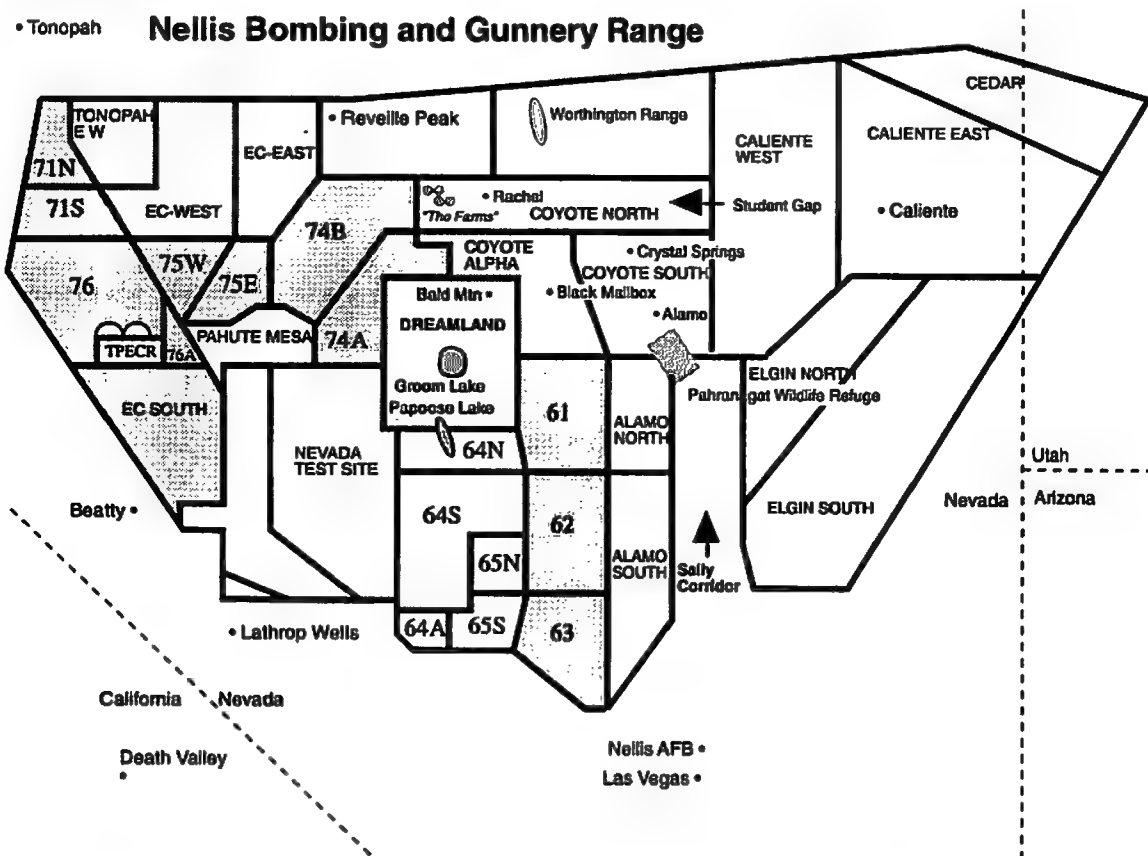 • Tonopah
Nellis Bombing and Gunnery Range
CEDAR
TONOPAH
E W
• Reveille Peak
Worthington Range
CALIENTE
WEST
CALIENTE EAST
EC-EAST
71N
71S
EC-WEST
• Rachel
"The Farms"
COYOTE NORTH
Student Gap
• Caliente
74B
COYOTE
ALPHA
• Crystal Springs
COYOTE SOUTH
75W
75E
76
Bald Mtn •
• Black Mailbox
DREAMLAND
• Alamo
PAHUTE MESA
74A
TPECR
76A
Groom Lake
Papoose Lake
ELGIN NORTH
Pahranagat Wildlife Refuge
EC SOUTH
61
ALAMO
NORTH
NEVADA
TEST SITE
64N
Utah
Nevada
Arizona
Beatty •
64S
62
ELGIN SOUTH
65N
ALAMO
SOUTH
Sally
Corridor
• Lathrop Wells
64A
65S
63
California
Nevada
Death Valley
•
Nellis AFB •
Las Vegas •